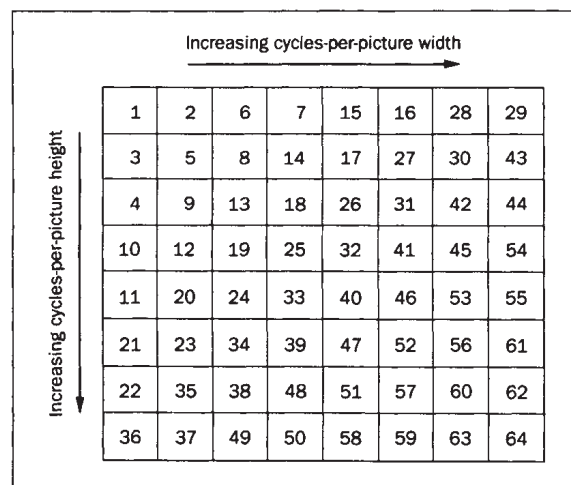 Increasing cycles-per-picture width
Increasing cycles-per-picture height
1 2 6 7 15 16 28 29
3 5 8 14 17 27 30 43
4 9 13 18 26 31 42 44
10 12 19 25 32 41 45 54
11 20 24 33 40 46 53 55
21 23 34 39 47 52 56 61
22 35 38 48 51 57 60 62
36 37 49 50 58 59 63 64